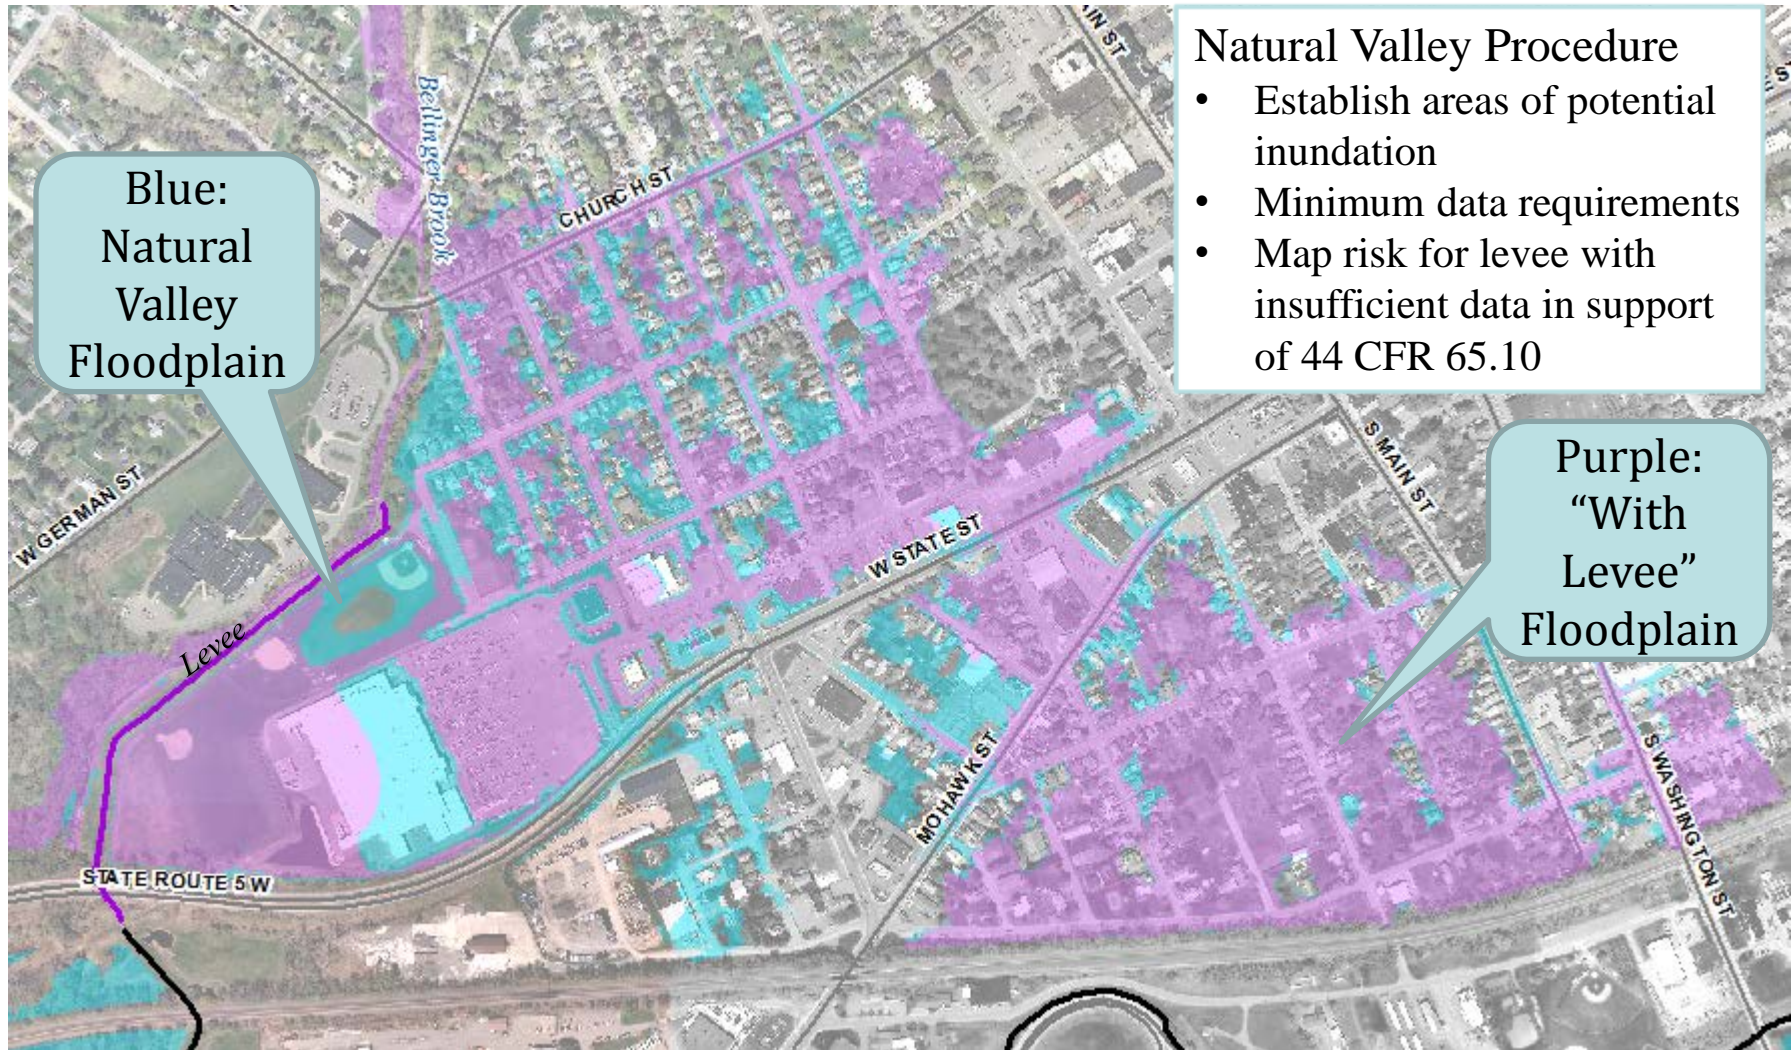 Natural Valley Procedure
• Establish areas of potential
inundation
• Minimum data requirements
• Map risk for levee with
insufficient data in support
of 44 CFR 65.10
Blue:
Natural
Valley
Floodplain
Purple:
“With
Levee”
Floodplain
Bellinger Brook
CHURCH ST
W GERMAN ST
Levee
W STATE ST
S MAIN ST
MOHAWK ST
S WASHINGTON ST
STATE ROUTE 5 W